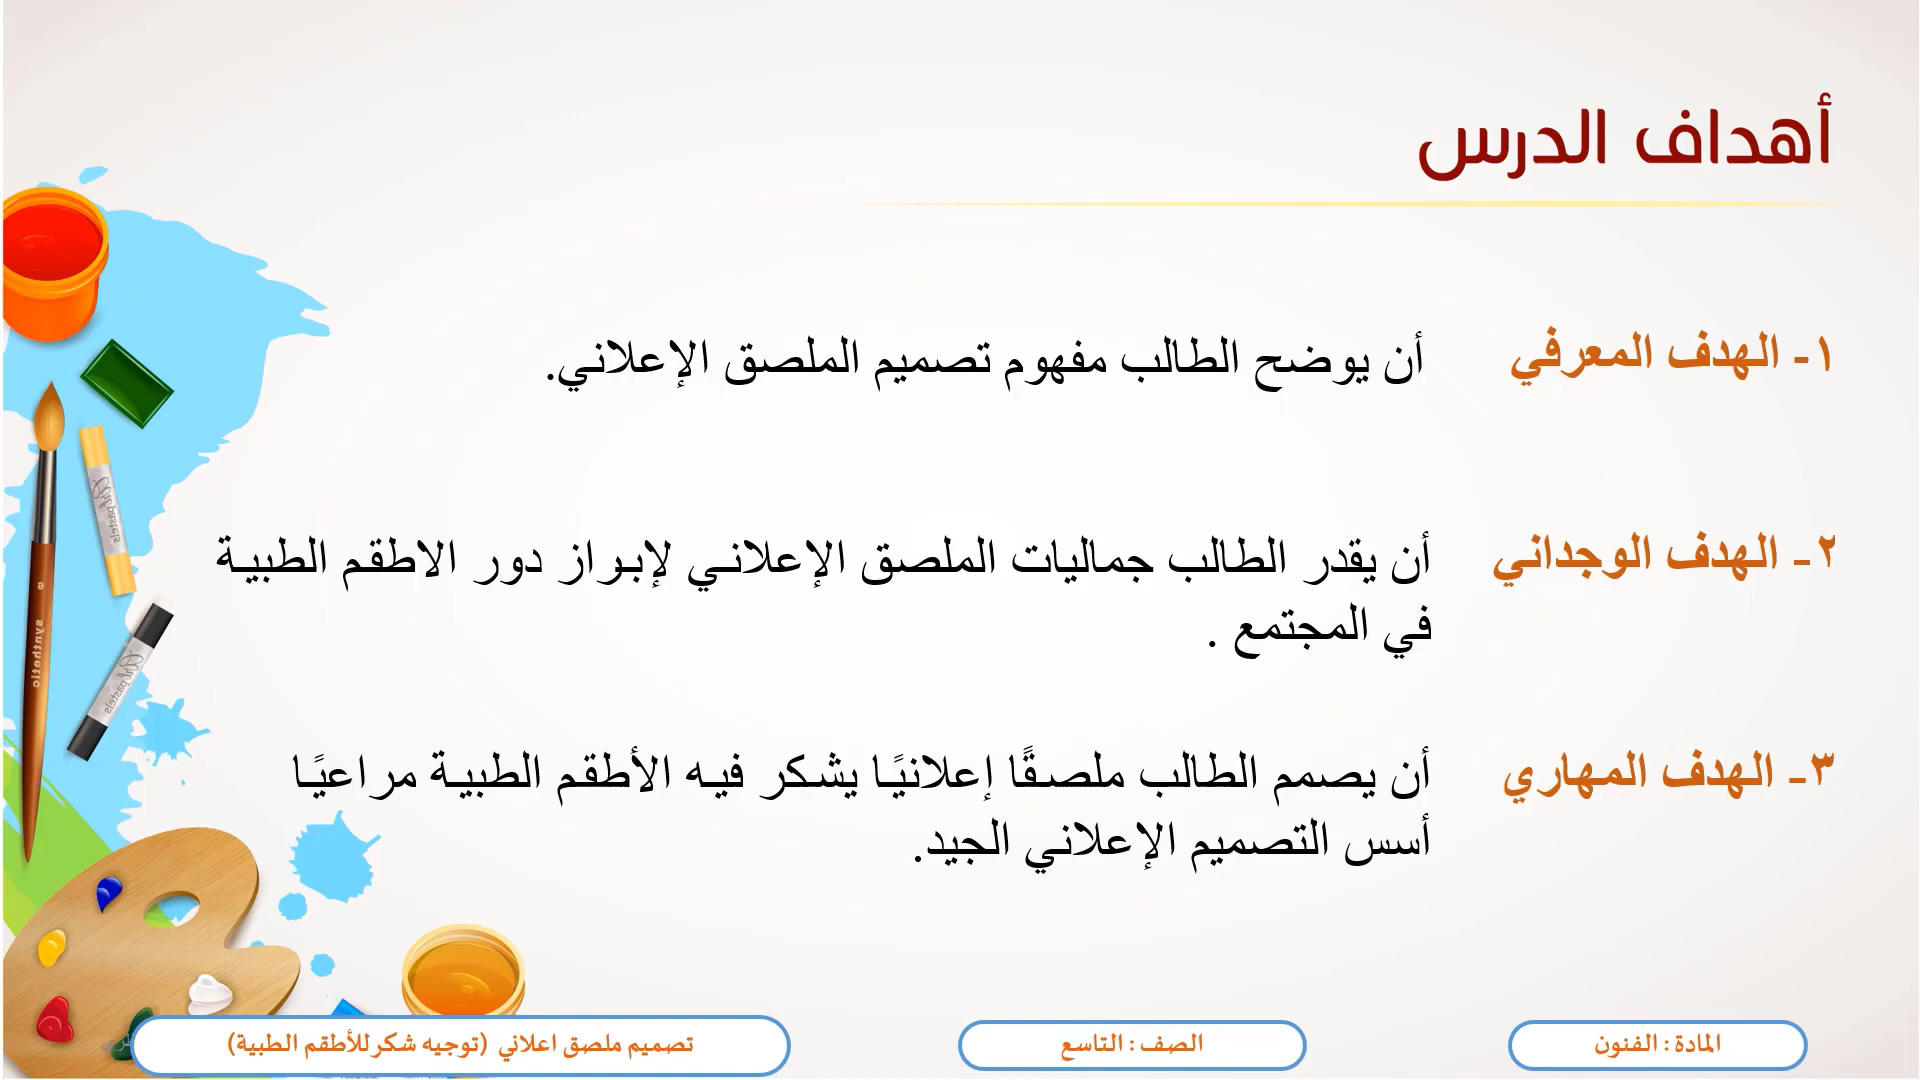 أهداف الدرس
١- الهدف المعرفي أن يوضح الطالب مفهوم تصميم الملصق الإعلاني.
٢- الهدف الوجداني أن يقدر الطالب جماليات الملصق الإعلاني لإبراز دور الاطقم الطبية
في المجتمع .
٣- الهدف المهاري أن يصمم الطالب ملصقًا إعلانيًا يشكر فيه الأطقم الطبية مراعيًا
أسس التصميم الإعلاني الجيد.
synthetic e
المادة : الفنون
الصف : التاسع
تصميم ملصق اعلاني (توجيه شكر للأطقم الطبية)